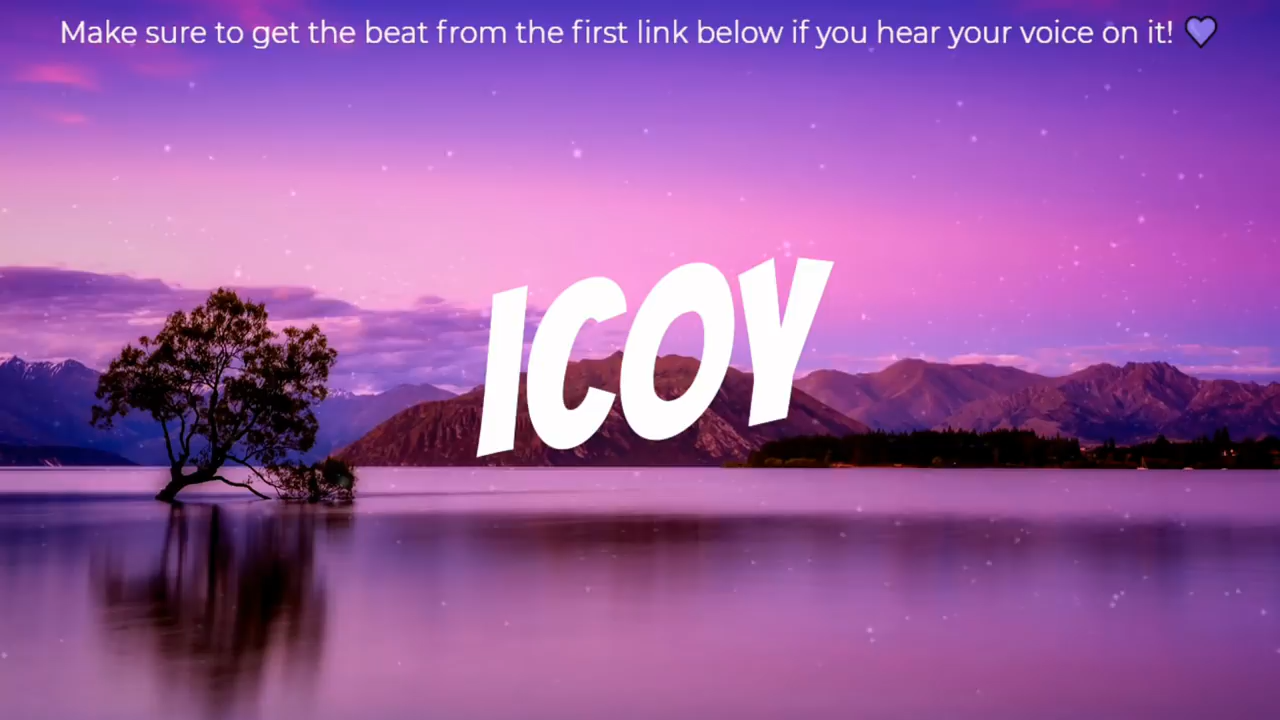 Make sure to get the beat from the first link below if you hear your voice on it! 💜
ICOY